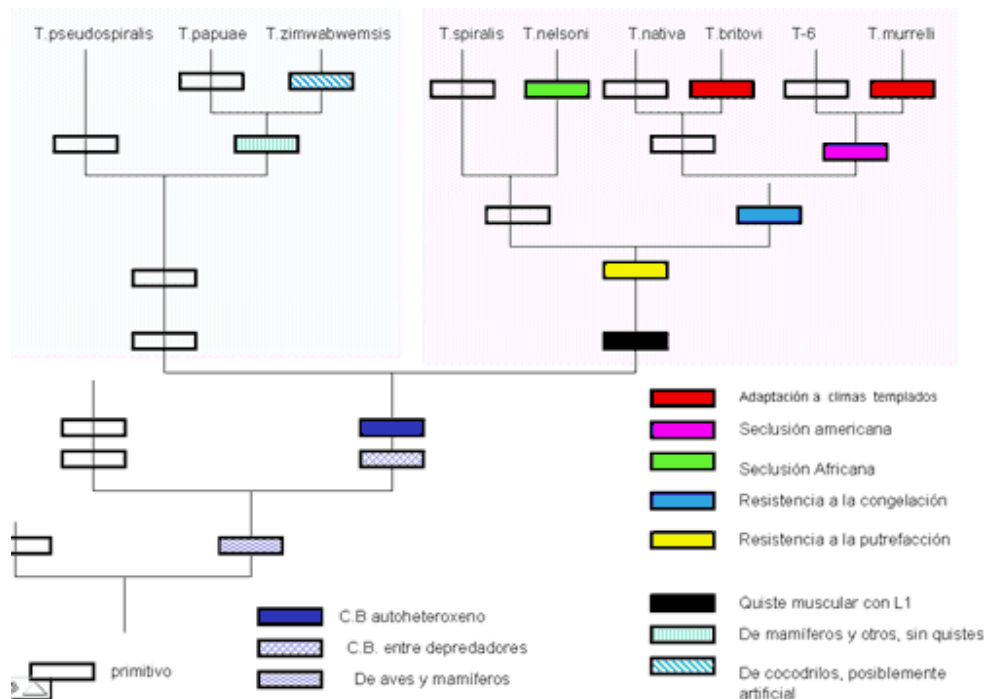 T.pseudospiralis T.papuae T.zimwabwemsis T.spiralis T.nelsoni T.nativa T.britovi T-6 T.murrelli
Adaptación a climas templados
Seclusión americana
Seclusión Africana
Resistencia a la congelación
Resistencia a la putrefacción
C.B autoheteroxeno
C.B. entre depredadores
De aves y mamíferos
Quiste muscular con L1
De mamíferos y otros, sin quistes
De cocodrilos, posiblemente
artificial
primitivo